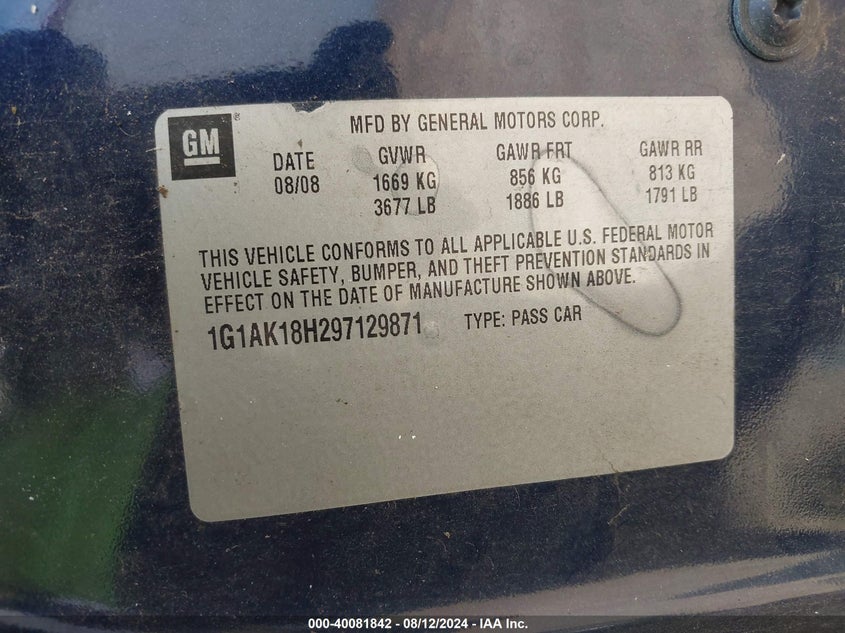 GM ®
MFD BY GENERAL MOTORS CORP.
DATE GVWR GAWR FRT GAWR RR
08/08 1669 KG 856 KG 813 KG
3677 LB 1886 LB 1791 LB
THIS VEHICLE CONFORMS TO ALL APPLICABLE U.S. FEDERAL MOTOR
VEHICLE SAFETY, BUMPER, AND THEFT PREVENTION STANDARDS IN
EFFECT ON THE DATE OF MANUFACTURE SHOWN ABOVE.
1G1AK18H297129871 TYPE: PASS CAR
000-40081842 - 08/12/2024 - IAA Inc.